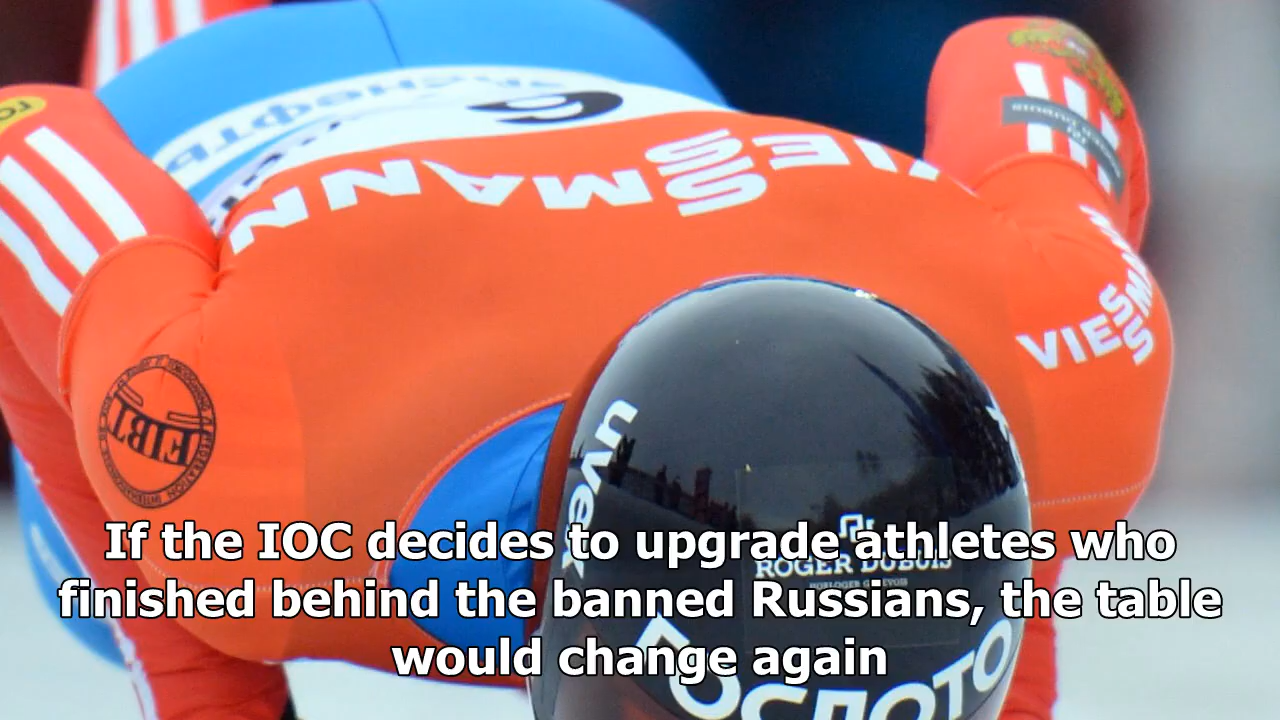 VIESSMANN
VIESSMANN
FIBT
uvex
ROGER DUBUIS
If the IOC decides to upgrade athletes who
finished behind the banned Russians, the table
would change again